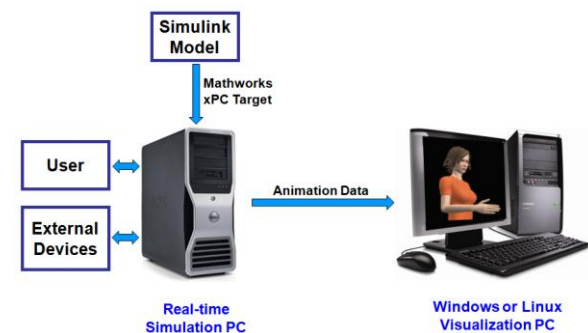 Simulink
Model
Mathworks
xPC Target
User
External
Devices
Animation Data
Real-time
Simulation PC
Windows or Linux
Visualization PC